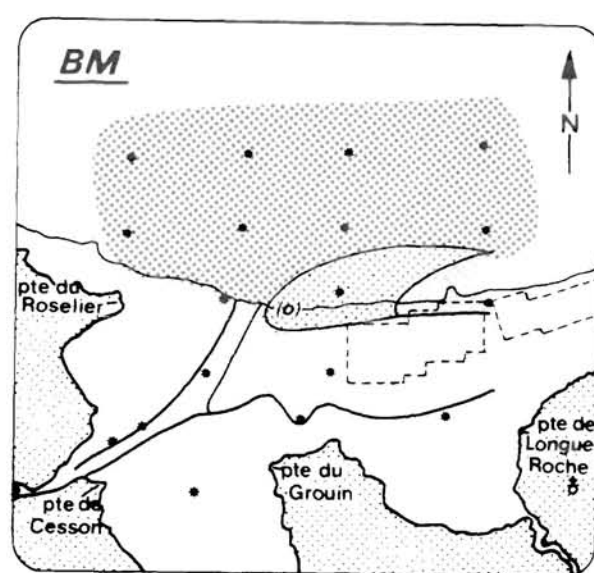 BM
N
pte du
Roselier
(o)
pte de
Longue
Roche
pte du
Grouin
pte de
Cesson